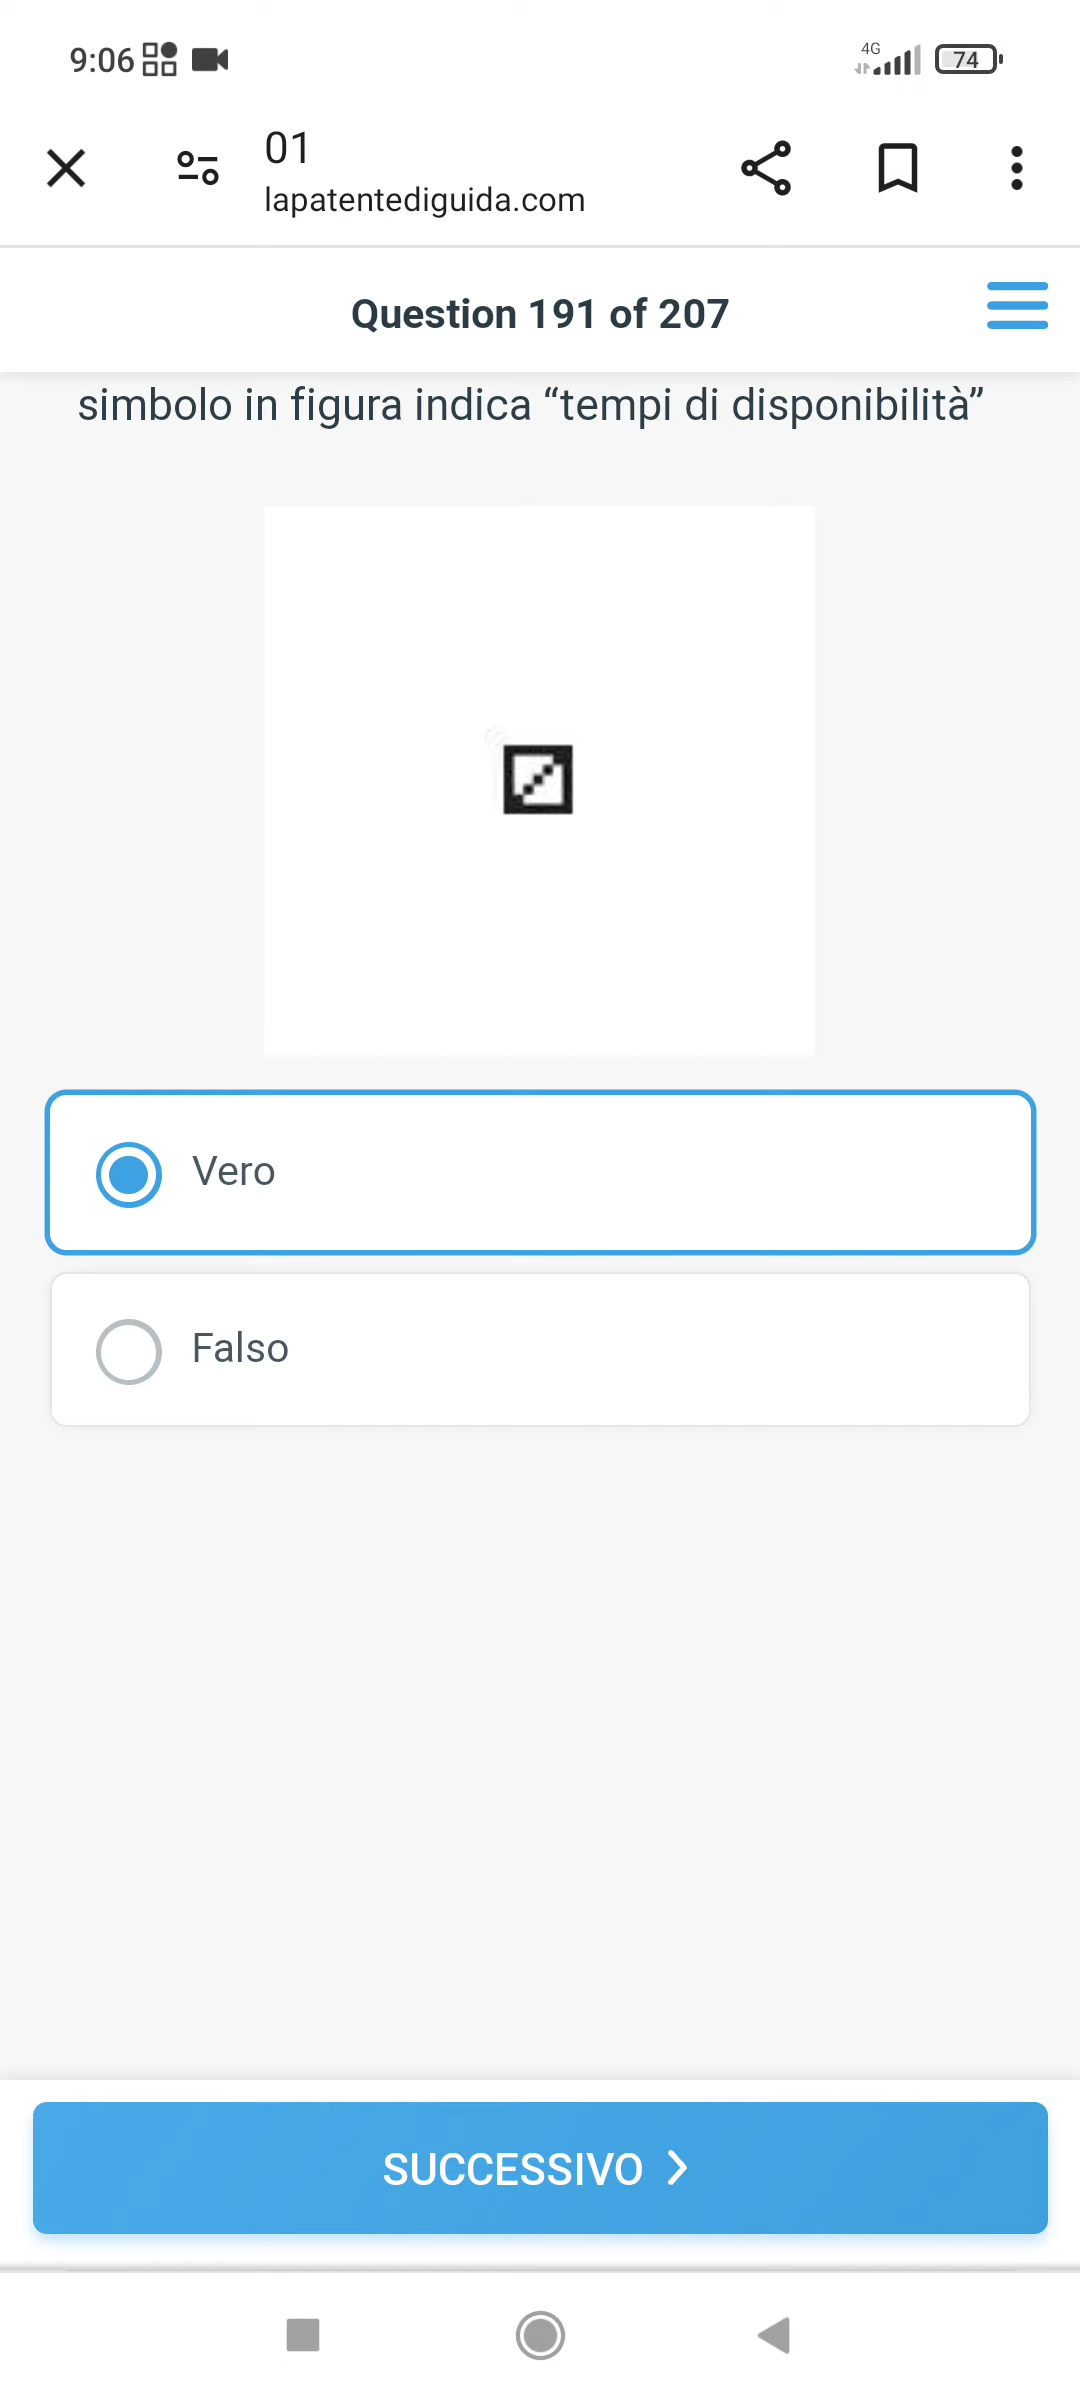 9:06
4G
74
01
lapatentediguida.com
Question 191 of 207
simbolo in figura indica “tempi di disponibilità”
Vero
Falso
SUCCESSIVO